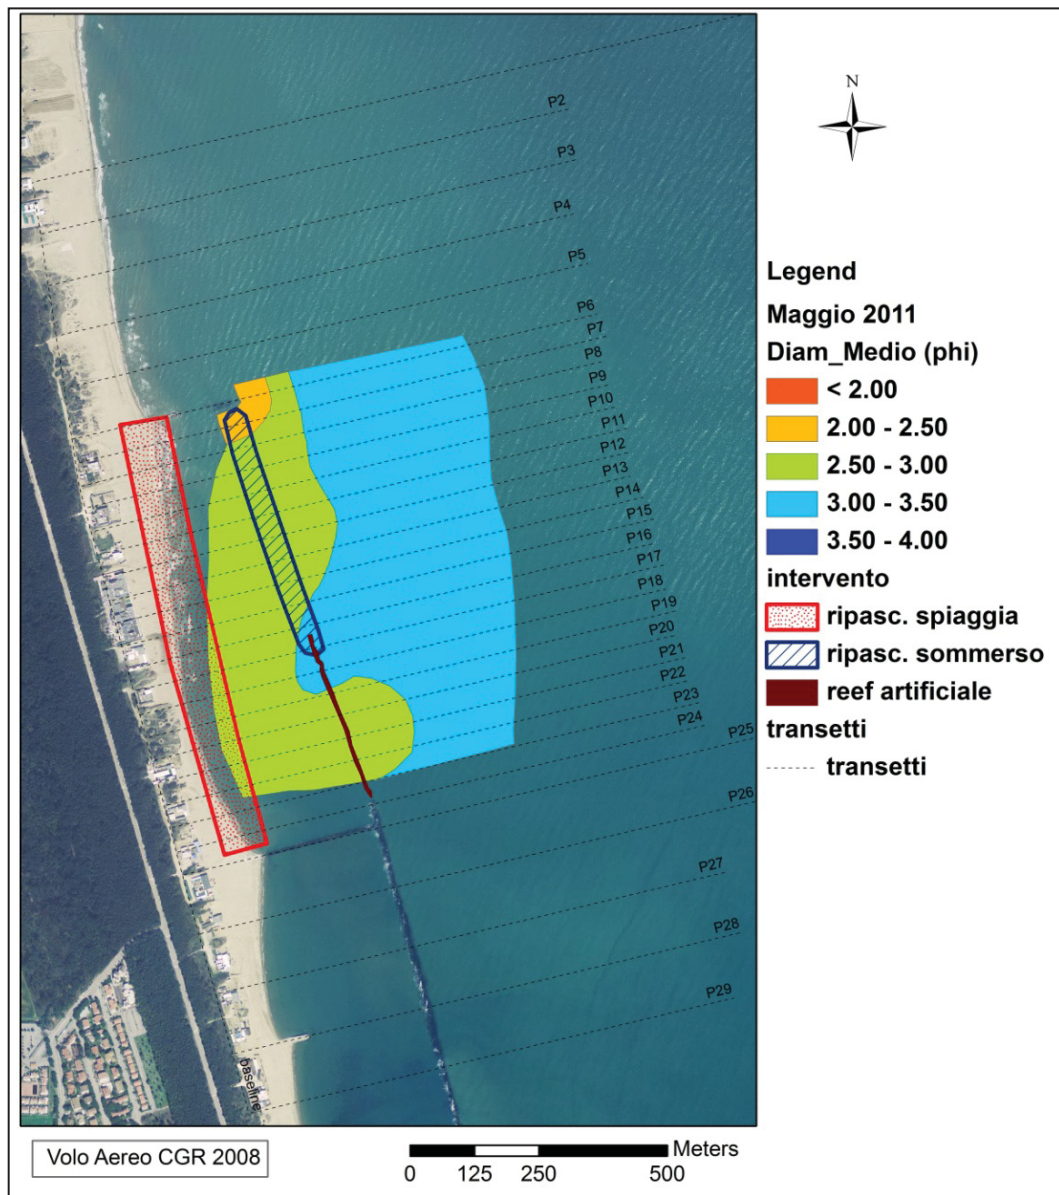 N
P2
P3
P4
P5
P6
P7
P8
P9
P10
P11
P12
P13
P14
P15
P16
P17
P18
P19
P20
P21
P22
P23
P24
P25
P26
P27
P28
P29
baseline
Legend
Maggio 2011
Diam_Medio (phi)
< 2.00
2.00 - 2.50
2.50 - 3.00
3.00 - 3.50
3.50 - 4.00
intervento
ripasc. spiaggia
ripasc. sommerso
reef artificiale
transetti
transetti
Volo Aereo CGR 2008
Meters
0 125 250 500